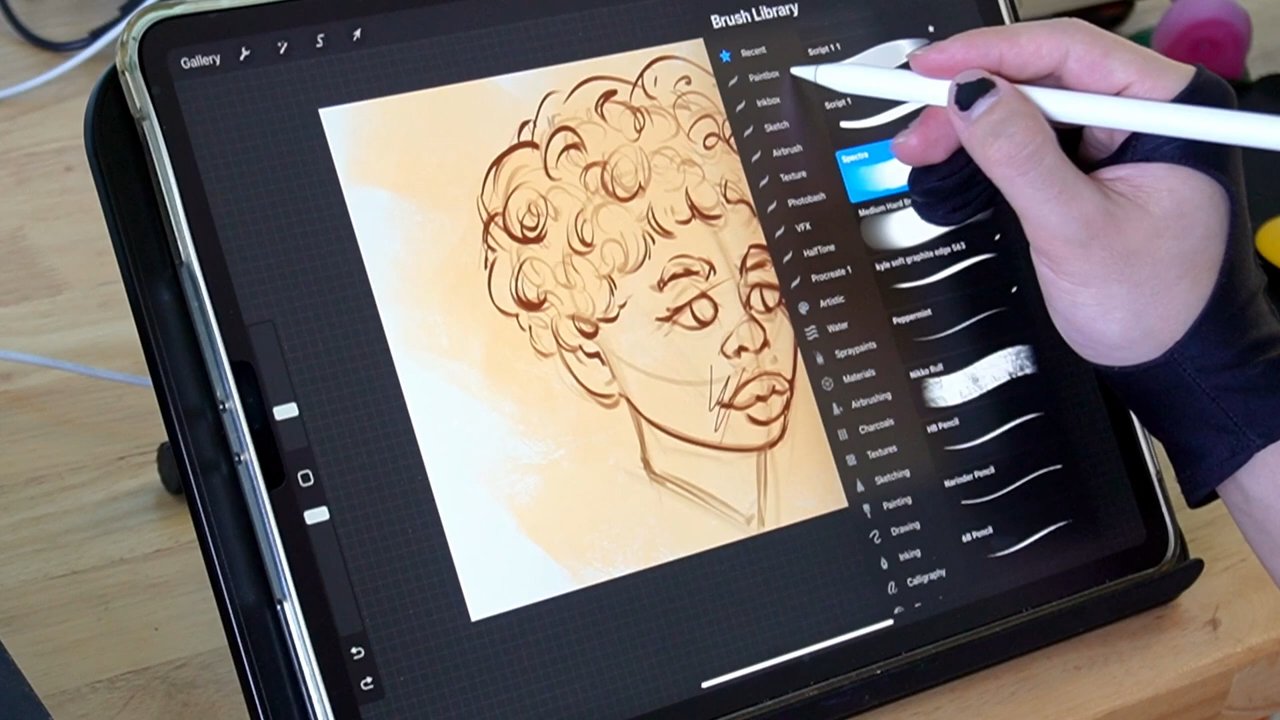 Gallery
Brush Library
Recent
Paintbox
Inkbox
Sketch
Airbrush
Texture
Photobash
VFX
HalfTone
Procreate 1
Artistic
Water
Spraypaints
Materials
Airbrushing
Charcoals
Textures
Sketching
Painting
Drawing
Inking
Calligraphy
Script 1 1
Script 1
Spectra
Medium Hard
kyle soft graphite edge S63
Peppermint
Nikko Rull
HB Pencil
Narinder Pencil
6B Pencil